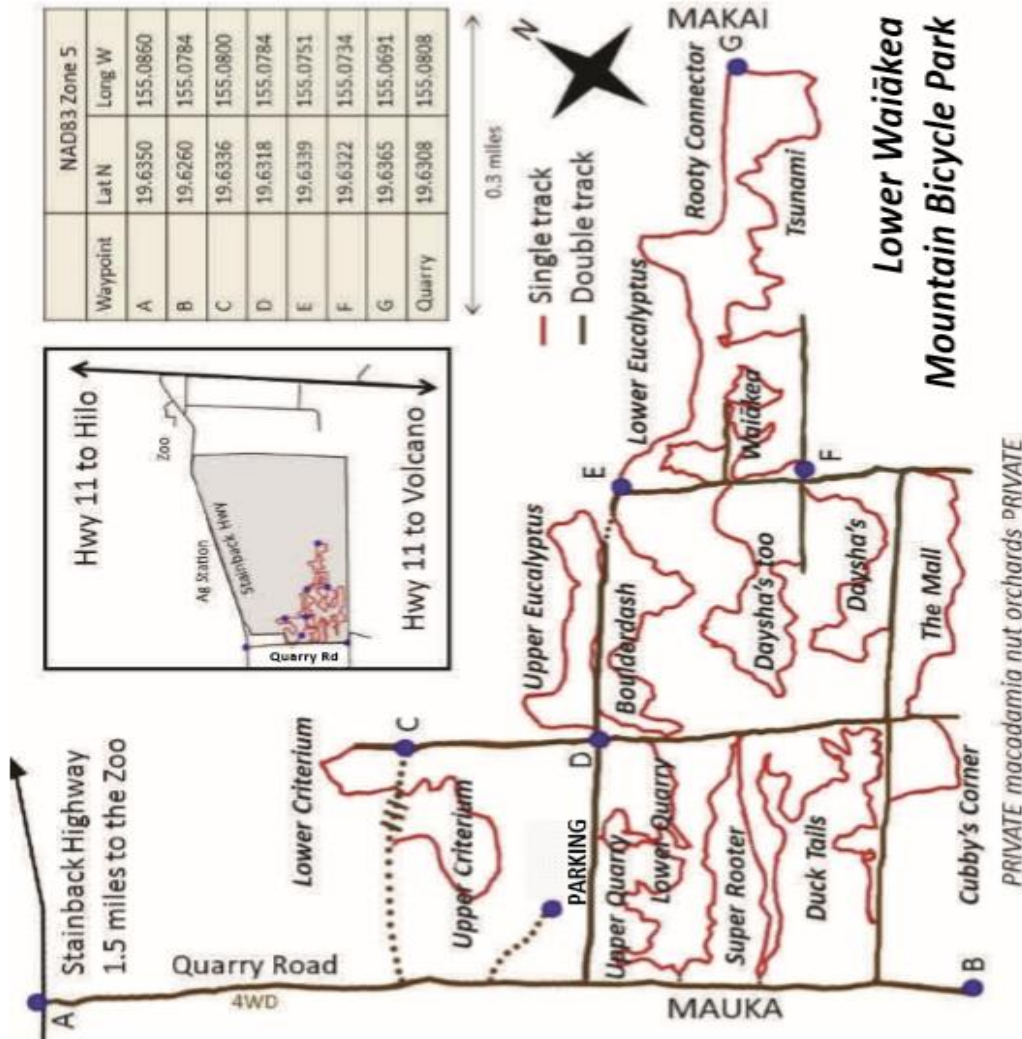 Lower Waiākea
Mountain Bicycle Park
NAD83 Zone 5
Waypoint Lat N Long W
A 19.6350 155.0860
B 19.6260 155.0784
C 19.6336 155.0800
D 19.6318 155.0784
E 19.6339 155.0751
F 19.6322 155.0734
G 19.6365 155.0691
Quarry 19.6308 155.0808
0.3 miles
N
Single track
Double track
Hwy 11 to Hilo
Zoo
Ag Station
Stainback Hwy
Quarry Rd
Hwy 11 to Volcano
Stainback Highway
1.5 miles to the Zoo
A
Quarry Road
4WD
MAUKA
B
Lower Criterium
C
Upper Criterium
PARKING
D
Upper Quarry
Lower Quarry
Super Rooter
Duck Tails
Cubby's Corner
Upper Eucalyptus
Boulderdash
Daysha's too
Daysha's
The Mall
E
F
Lower Eucalyptus
Waiākea
Rooty Connector
Tsunami
G
MAKAI
PRIVATE macadamia nut orchards PRIVATE